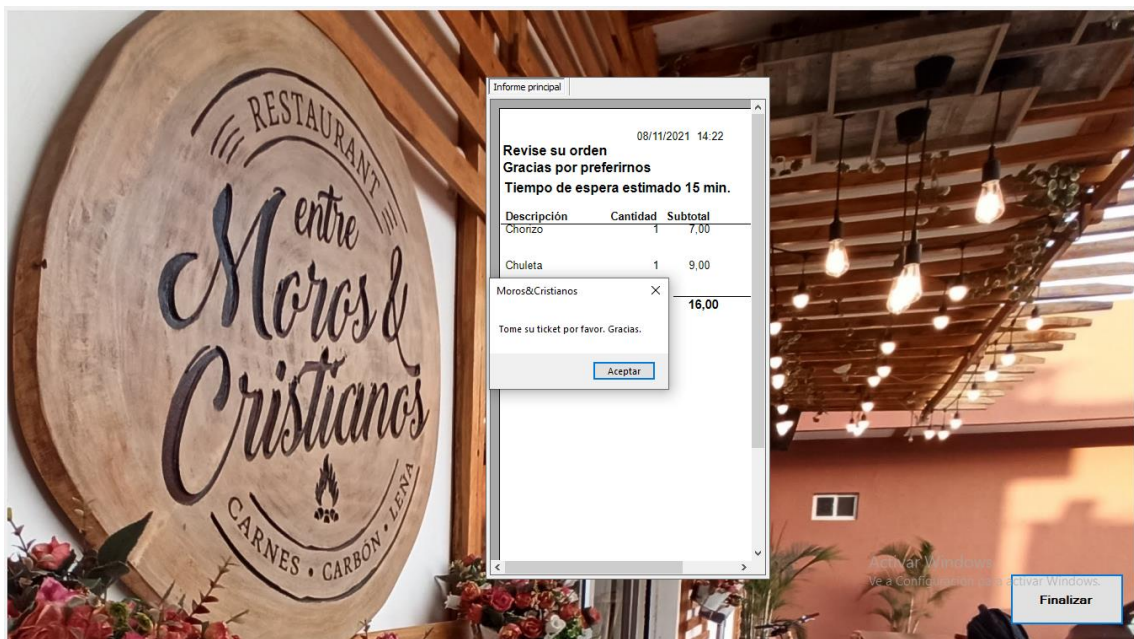 RESTAURANT
entre
Moros &
Cristianos
CARNES • CARBÓN • LEÑA
Informe principal
08/11/2021 14:22
Revise su orden
Gracias por preferirnos
Tiempo de espera estimado 15 min.
Descripción Cantidad Subtotal
Chorizo 1 7,00
Chuleta 1 9,00
16,00
Moros&Cristianos
Tome su ticket por favor. Gracias.
Aceptar
Activar Windows
Ve a Configuración para activar Windows.
Finalizar